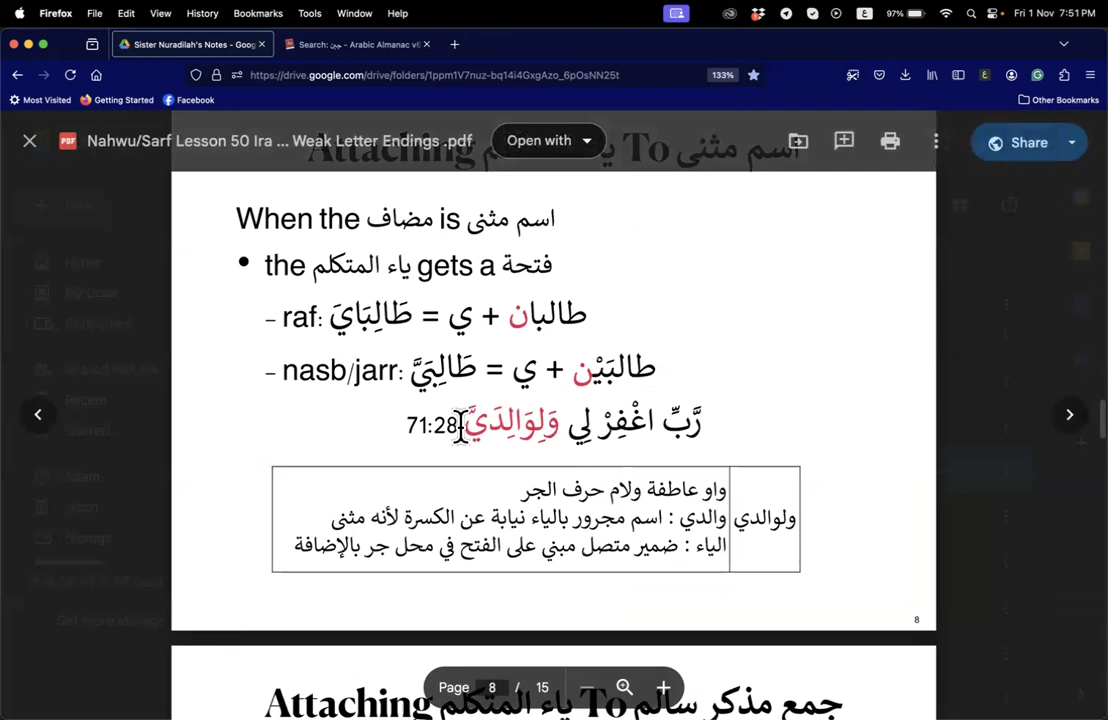 Firefox File Edit View History Bookmarks Tools Window Help 97% Fri 1 Nov 7:51 PM
Sister Nuradilah's Notes - Goog Search: جبن - Arabic Almanac v6
https://drive.google.com/drive/folders/1ppm1V7nuz-bq14i4GxgAzo_6pOsNN25t 133%
Most Visited Getting Started Facebook Other Bookmarks
Nahwu/Sarf Lesson 50 Ira ... Weak Letter Endings .pdf Open with Share
When the مضاف is اسم مثنى
• the ياء المتكلم gets a فتحة
– raf: طالبان + ي = طَالِبَايَ
– nasb/jarr: طالبَيْن + ي = طَالِبَيَّ
رَّبِّ اغْفِرْ لِي وَلِوَالِدَيَّ 71:28
ولوالدي
واو عاطفة ولام حرف الجر
والدي : اسم مجرور بالياء نيابة عن الكسرة لأنه مثنى
الياء : ضمير متصل مبني على الفتح في محل جر بالإضافة
8
Page 8 / 15
Attaching ياء المتكلم To جمع مذكر سالم